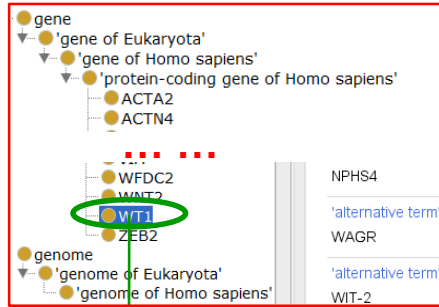 gene
'gene of Eukaryota'
'gene of Homo sapiens'
'protein-coding gene of Homo sapiens'
ACTA2
ACTN4
... ...
WFDC2
WNT2
WT1
ZEB2
genome
'genome of Eukaryota'
'genome of Homo sapiens'
NPHS4
'alternative term'
WAGR
'alternative term'
WIT-2